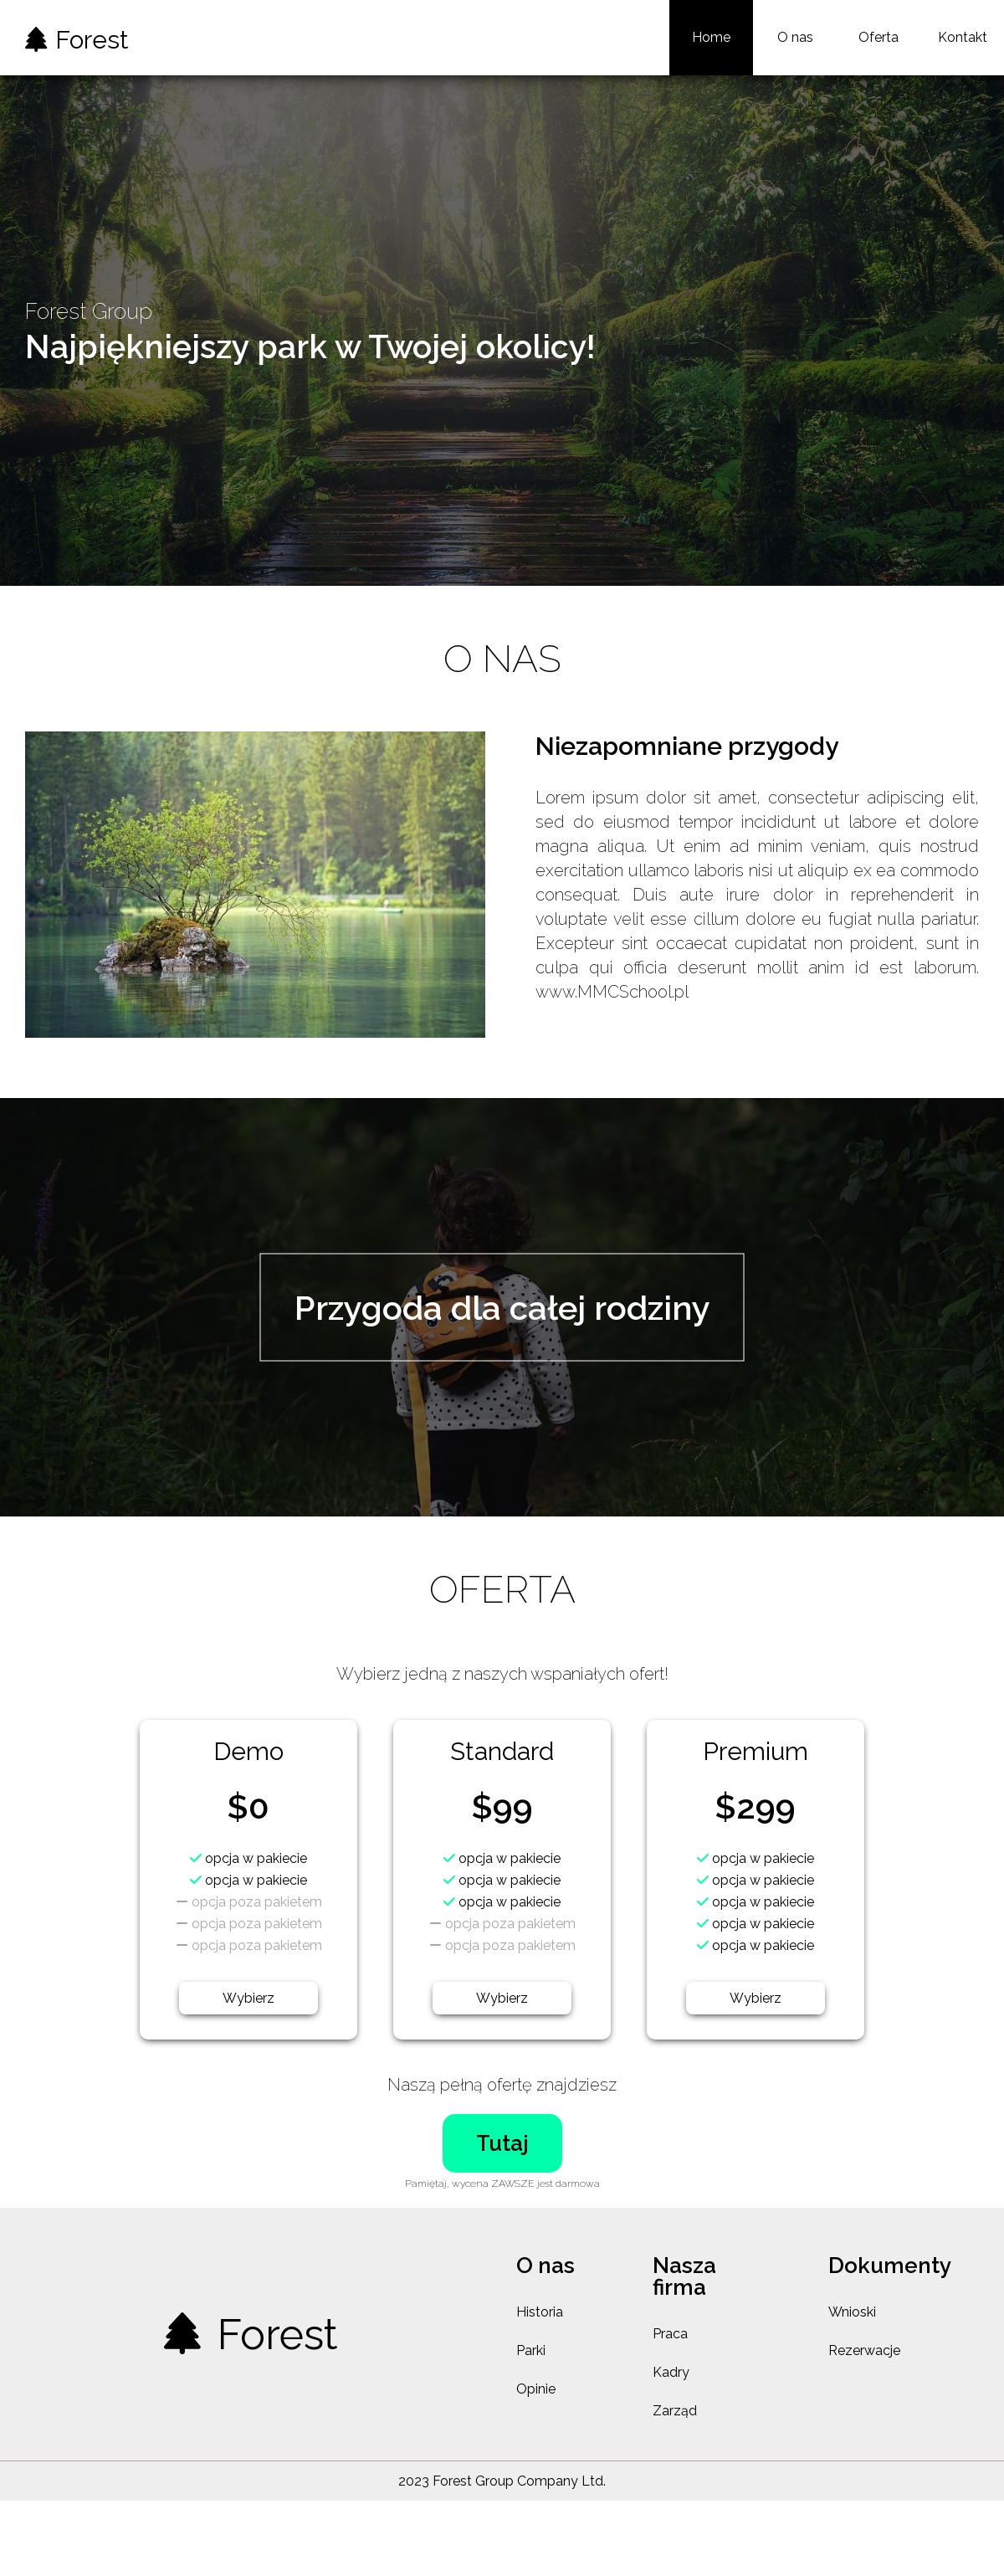 Forest
Home
O nas
Oferta
Kontakt
Forest Group
Najpiękniejszy park w Twojej okolicy!
O NAS
Niezapomniane przygody
Lorem ipsum dolor sit amet, consectetur adipiscing elit,
sed do eiusmod tempor incididunt ut labore et dolore
magna aliqua. Ut enim ad minim veniam, quis nostrud
exercitation ullamco laboris nisi ut aliquip ex ea commodo
consequat. Duis aute irure dolor in reprehenderit in
voluptate velit esse cillum dolore eu fugiat nulla pariatur.
Excepteur sint occaecat cupidatat non proident, sunt in
culpa qui officia deserunt mollit anim id est laborum.
www.MMCSchool.pl
Przygoda dla całej rodziny
OFERTA
Wybierz jedną z naszych wspaniałych ofert!
Demo
$0
opcja w pakiecie
opcja w pakiecie
opcja poza pakietem
opcja poza pakietem
opcja poza pakietem
Wybierz
Standard
$99
opcja w pakiecie
opcja w pakiecie
opcja w pakiecie
opcja poza pakietem
opcja poza pakietem
Wybierz
Premium
$299
opcja w pakiecie
opcja w pakiecie
opcja w pakiecie
opcja w pakiecie
opcja w pakiecie
Wybierz
Naszą pełną ofertę znajdziesz
Tutaj
Pamiętaj, wycena ZAWSZE jest darmowa
Forest
O nas
Historia
Parki
Opinie
Nasza
firma
Praca
Kadry
Zarząd
Dokumenty
Wnioski
Rezerwacje
2023 Forest Group Company Ltd.